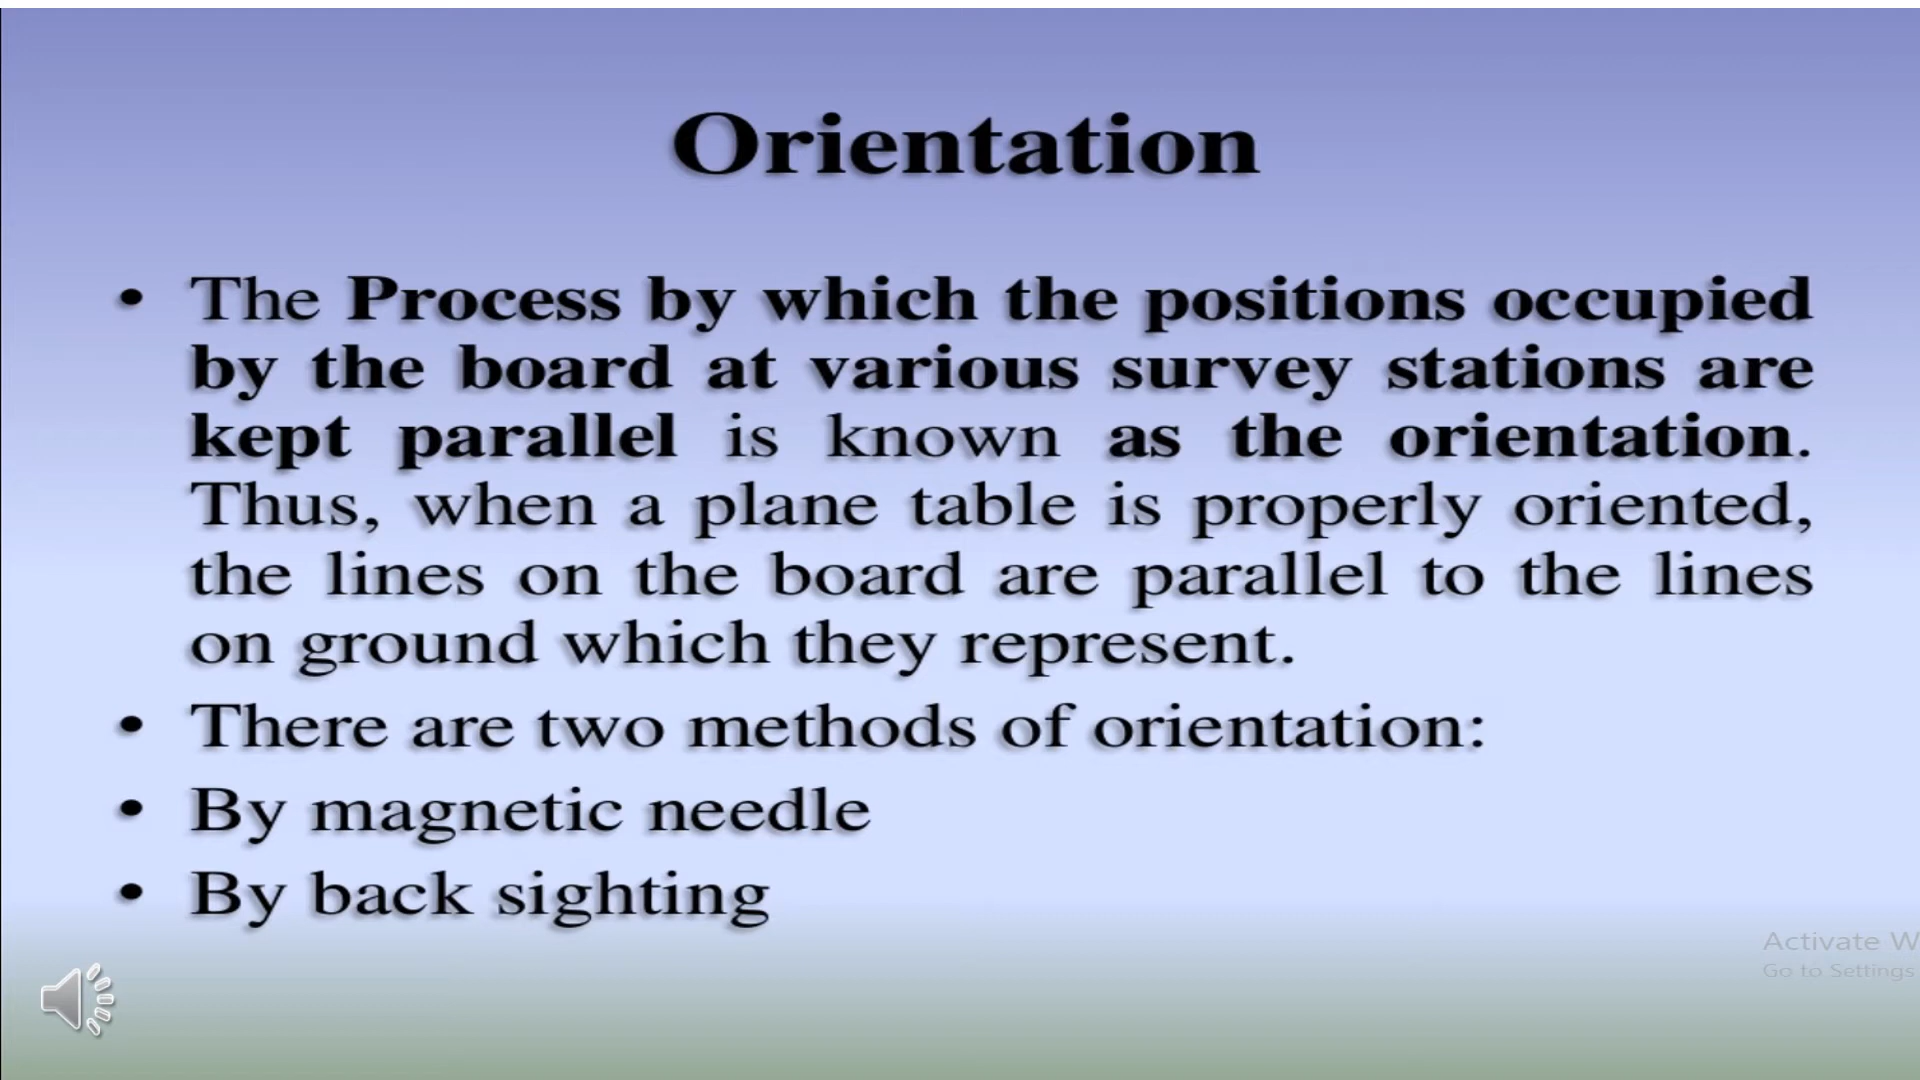 Orientation
• The Process by which the positions occupied
by the board at various survey stations are
kept parallel is known as the orientation.
Thus, when a plane table is properly oriented,
the lines on the board are parallel to the lines
on ground which they represent.
• There are two methods of orientation:
• By magnetic needle
• By back sighting
Activate W
Go to Settings